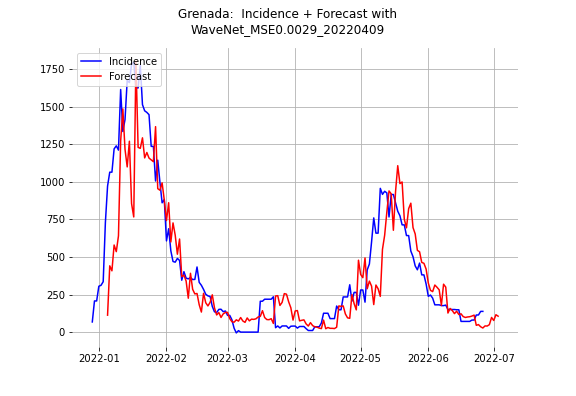 Grenada:  Incidence + Forecast with
WaveNet_MSE0.0029_20220409
Incidence
Forecast
1750
1500
1250
1000
750
500
250
0
2022-01 2022-02 2022-03 2022-04 2022-05 2022-06 2022-07